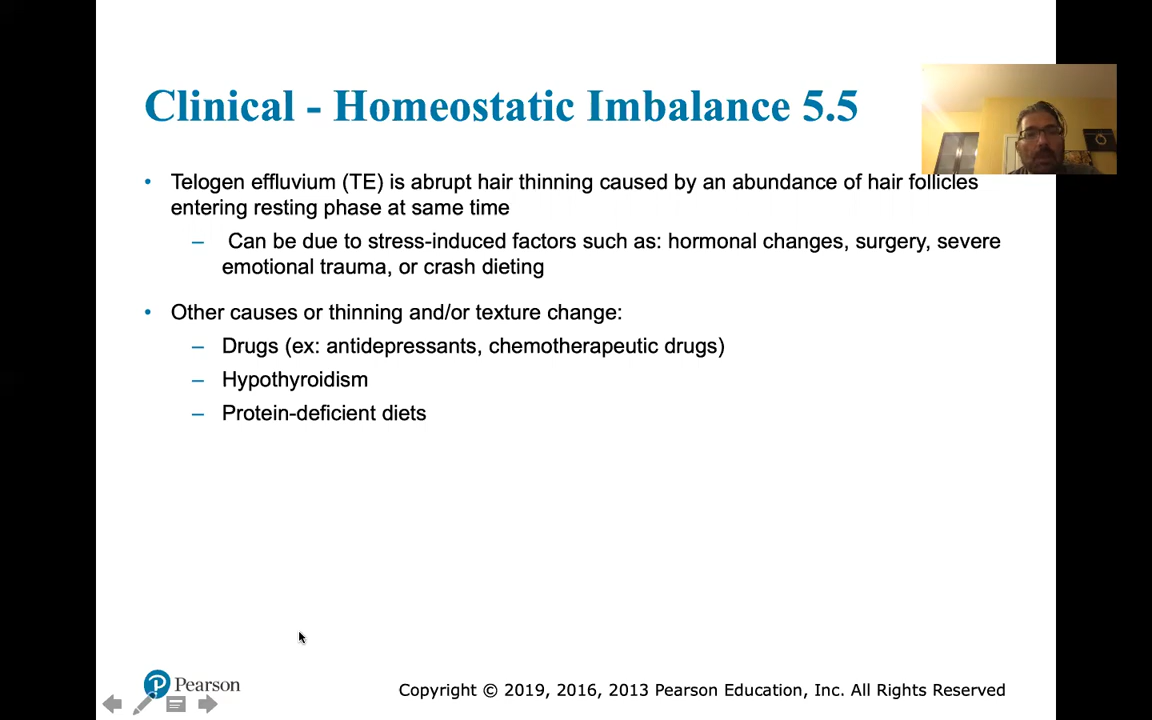 Clinical - Homeostatic Imbalance 5.5
• Telogen effluvium (TE) is abrupt hair thinning caused by an abundance of hair follicles
entering resting phase at same time
– Can be due to stress-induced factors such as: hormonal changes, surgery, severe
emotional trauma, or crash dieting
• Other causes or thinning and/or texture change:
– Drugs (ex: antidepressants, chemotherapeutic drugs)
– Hypothyroidism
– Protein-deficient diets
P Pearson
Copyright © 2019, 2016, 2013 Pearson Education, Inc. All Rights Reserved